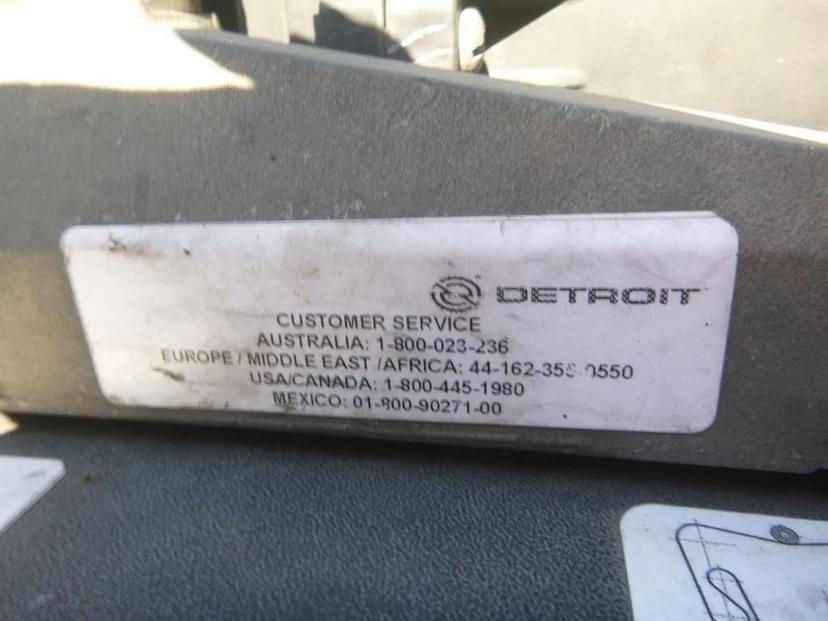 DETROIT
CUSTOMER SERVICE
AUSTRALIA: 1-800-023-236
EUROPE / MIDDLE EAST /AFRICA:
USA/CANADA: 1-800-445-1980
MEXICO: 01-800-90271-00